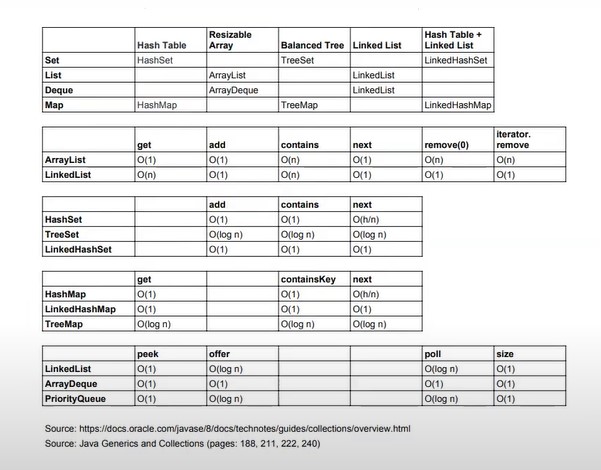 Hash Table Resizable Array Balanced Tree Linked List Hash Table + Linked List
Set HashSet TreeSet LinkedHashSet
List ArrayList LinkedList
Deque ArrayDeque LinkedList
Map HashMap TreeMap LinkedHashMap
get add contains next remove(0) iterator. remove
ArrayList O(1) O(1) O(n) O(1) O(n) O(n)
LinkedList O(n) O(1) O(n) O(1) O(1) O(1)
add contains next
HashSet O(1) O(1) O(h/n)
TreeSet O(log n) O(log n) O(log n)
LinkedHashSet O(1) O(1) O(1)
get containsKey next
HashMap O(1) O(1) O(h/n)
LinkedHashMap O(1) O(1) O(1)
TreeMap O(log n) O(log n) O(log n)
peek offer poll size
LinkedList O(1) O(log n) O(log n) O(1)
ArrayDeque O(1) O(1) O(1) O(1)
PriorityQueue O(1) O(log n) O(log n) O(1)
Source: https://docs.oracle.com/javase/8/docs/technotes/guides/collections/overview.html
Source: Java Generics and Collections (pages: 188, 211, 222, 240)